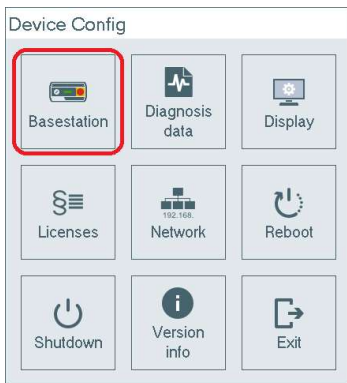 Device Config
Basestation
Diagnosis
data
Display
§
Licenses
192.168.
Network
Reboot
Shutdown
i
Version
info
Exit